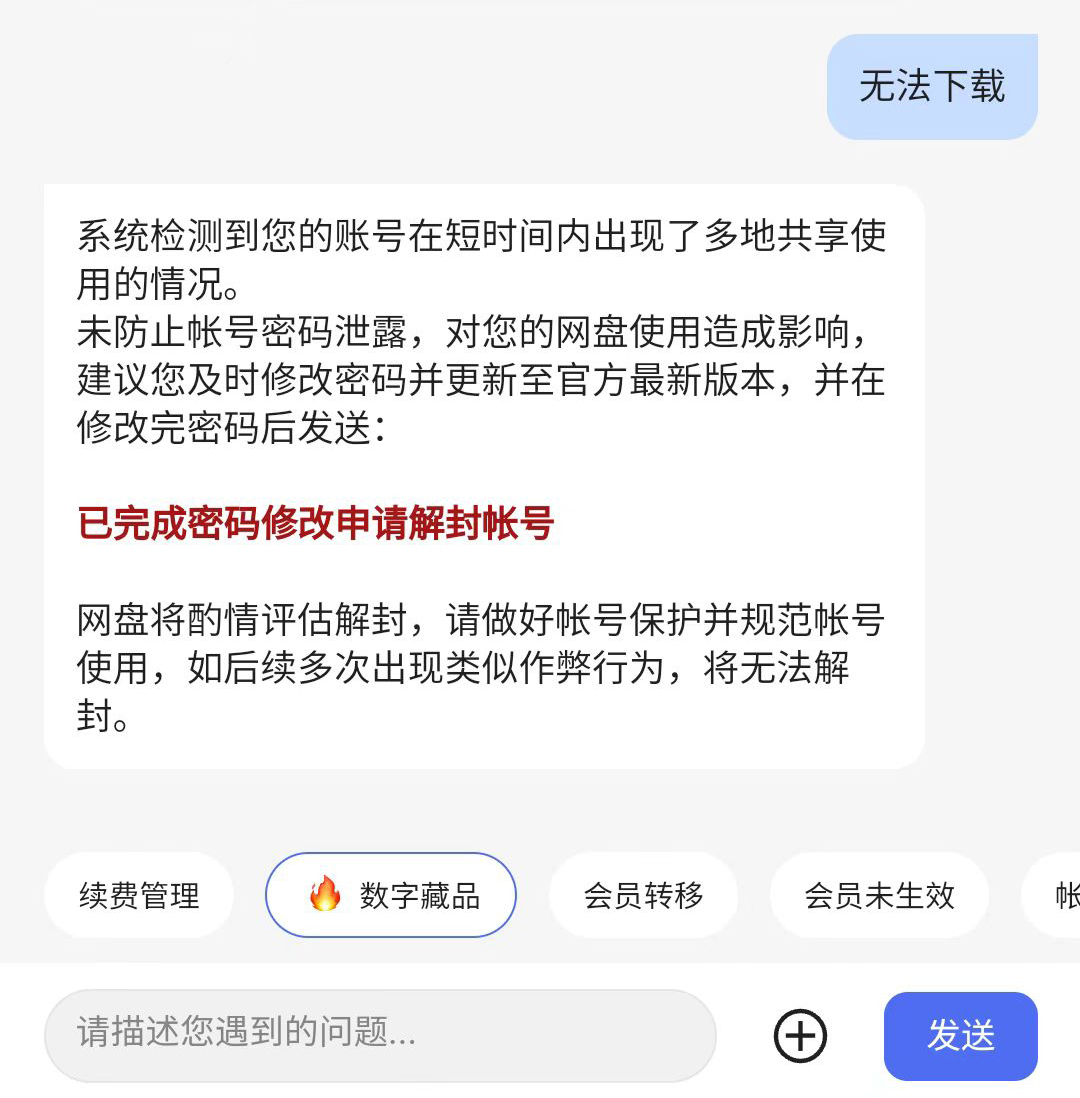 无法下载
系统检测到您的账号在短时间内出现了多地共享使
用的情况。
未防止帐号密码泄露，对您的网盘使用造成影响，
建议您及时修改密码并更新至官方最新版本，并在
修改完密码后发送：
已完成密码修改申请解封帐号
网盘将酌情评估解封，请做好帐号保护并规范帐号
使用，如后续多次出现类似作弊行为，将无法解
封。
续费管理
数字藏品
会员转移
会员未生效
帐
请描述您遇到的问题...
发送